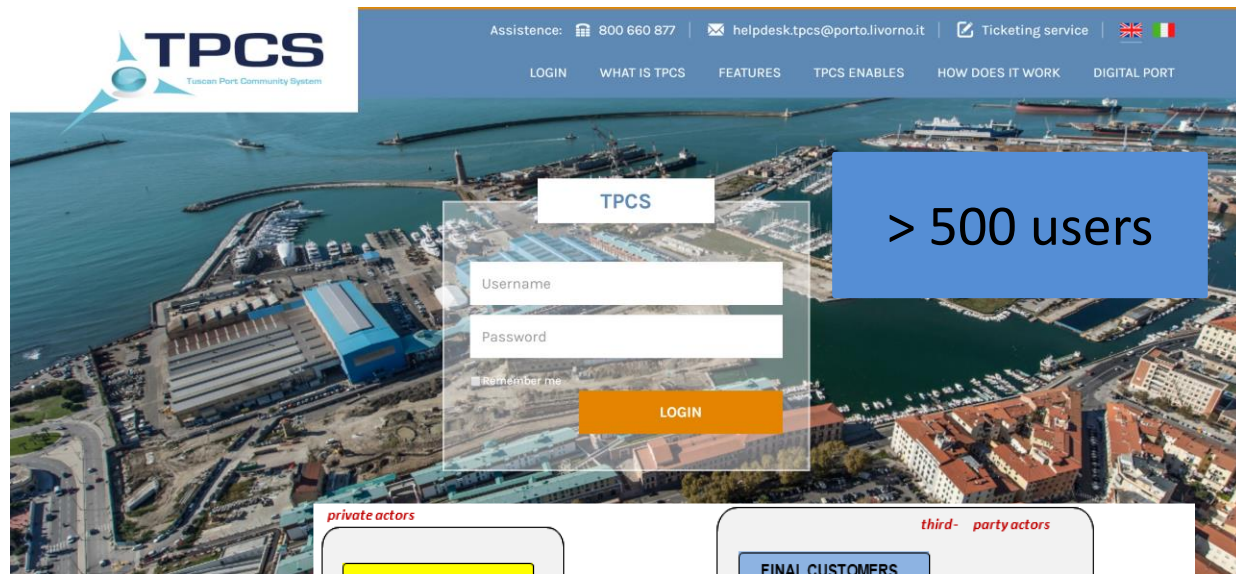 TPCS
Tuscan Port Community System
Assistence: 800 660 877 | helpdesk.tpcs@porto.livorno.it | Ticketing service |
LOGIN WHAT IS TPCS FEATURES TPCS ENABLES HOW DOES IT WORK DIGITAL PORT
> 500 users
TPCS
Username
Password
Remember me
LOGIN
private actors
third- party actors
FINAL CUSTOMERS